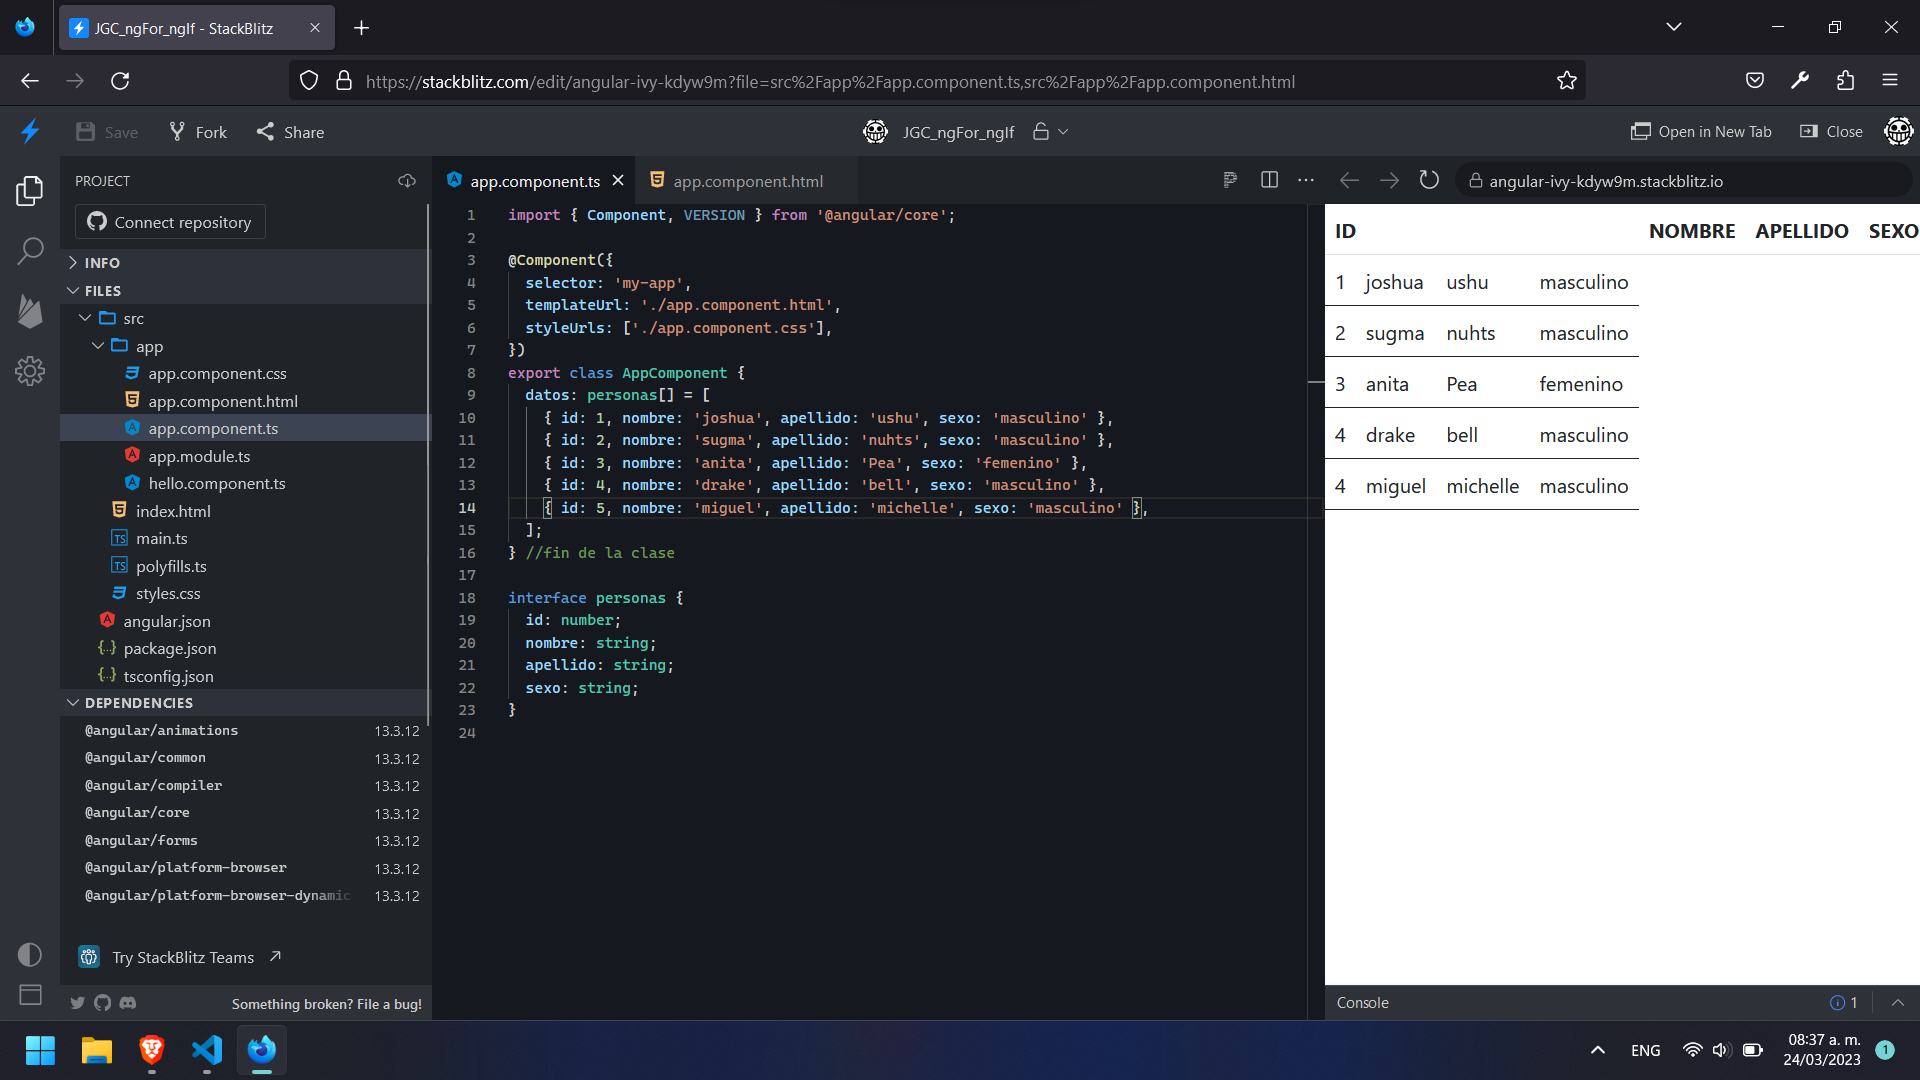 JGC_ngFor_ngIf - StackBlitz
https://stackblitz.com/edit/angular-ivy-kdyw9m?file=src%2Fapp%2Fapp.component.ts,src%2Fapp%2Fapp.component.html
Save Fork Share
JGC_ngFor_ngIf
Open in New Tab Close
PROJECT
Connect repository
INFO
FILES
src
app
app.component.css
app.component.html
app.component.ts
app.module.ts
hello.component.ts
index.html
main.ts
polyfills.ts
styles.css
angular.json
package.json
tsconfig.json
DEPENDENCIES
@angular/animations 13.3.12
@angular/common 13.3.12
@angular/compiler 13.3.12
@angular/core 13.3.12
@angular/forms 13.3.12
@angular/platform-browser 13.3.12
@angular/platform-browser-dynamic 13.3.12
Try StackBlitz Teams
Something broken? File a bug!
app.component.ts app.component.html
1 import { Component, VERSION } from '@angular/core';
2
3 @Component({
4 selector: 'my-app',
5 templateUrl: './app.component.html',
6 styleUrls: ['./app.component.css'],
7 })
8 export class AppComponent {
9 datos: personas[] = [
10 { id: 1, nombre: 'joshua', apellido: 'ushu', sexo: 'masculino' },
11 { id: 2, nombre: 'sugma', apellido: 'nuhts', sexo: 'masculino' },
12 { id: 3, nombre: 'anita', apellido: 'Pea', sexo: 'femenino' },
13 { id: 4, nombre: 'drake', apellido: 'bell', sexo: 'masculino' },
14 { id: 5, nombre: 'miguel', apellido: 'michelle', sexo: 'masculino' },
15 ];
16 } //fin de la clase
17
18 interface personas {
19 id: number;
20 nombre: string;
21 apellido: string;
22 sexo: string;
23 }
24
angular-ivy-kdyw9m.stackblitz.io
ID NOMBRE APELLIDO SEXO
1 joshua ushu masculino
2 sugma nuhts masculino
3 anita Pea femenino
4 drake bell masculino
4 miguel michelle masculino
Console 1
ENG
08:37 a. m.
24/03/2023
1